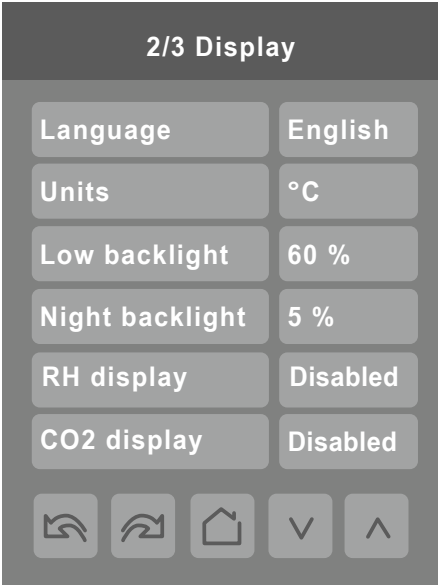 2/3 Display
Language English
Units °C
Low backlight 60 %
Night backlight 5 %
RH display Disabled
CO2 display Disabled